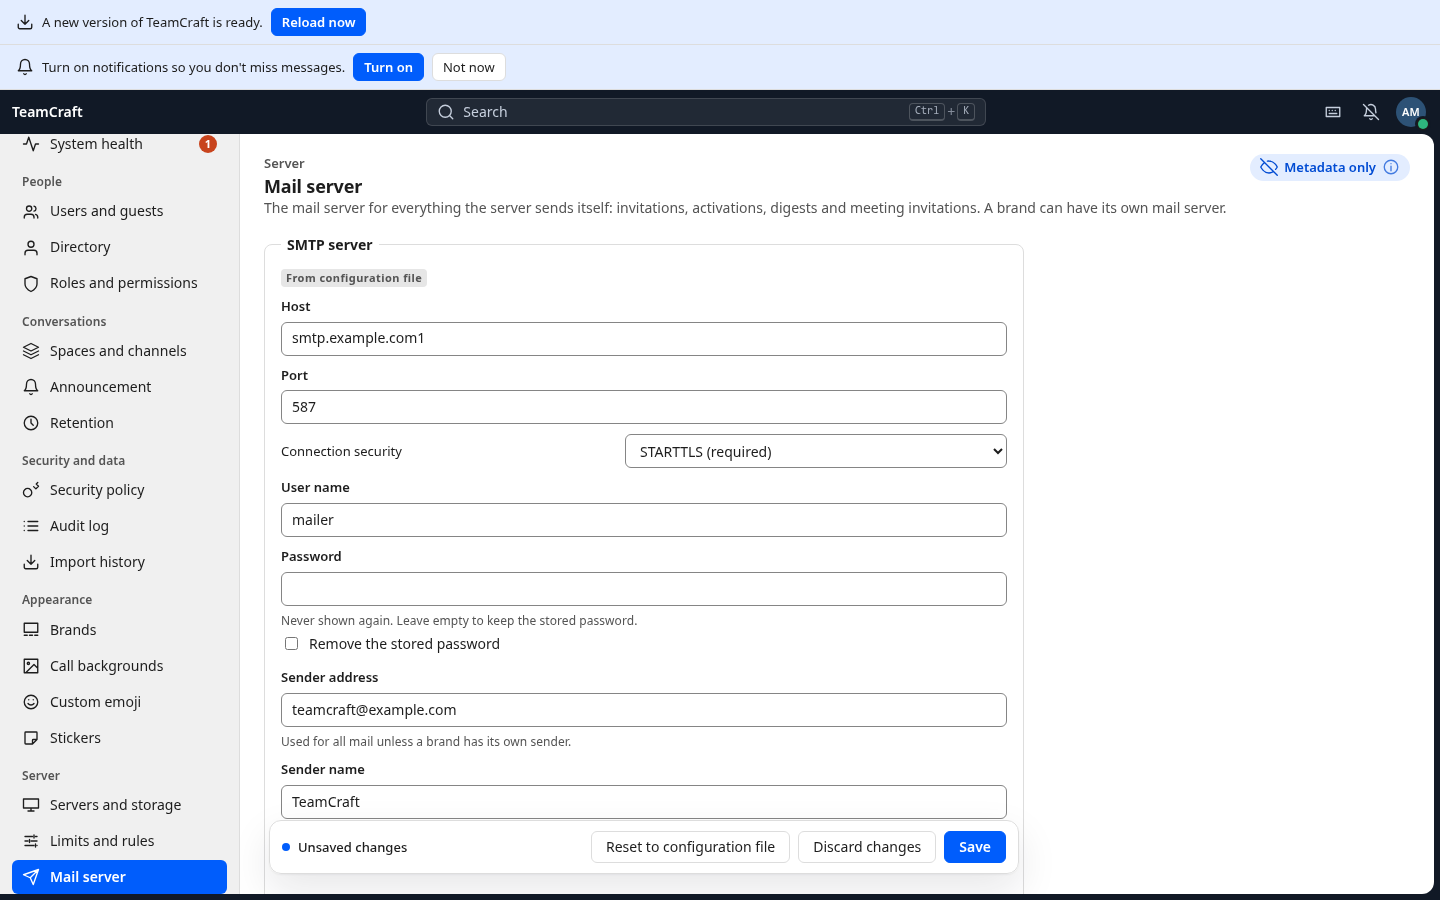 A new version of TeamCraft is ready. Reload now
Turn on notifications so you don't miss messages. Turn on Not now
TeamCraft
Search Ctrl + K
AM
System health 1
People
Users and guests
Directory
Roles and permissions
Conversations
Spaces and channels
Announcement
Retention
Security and data
Security policy
Audit log
Import history
Appearance
Brands
Call backgrounds
Custom emoji
Stickers
Server
Servers and storage
Limits and rules
Mail server
Server
Mail server
Metadata only
The mail server for everything the server sends itself: invitations, activations, digests and meeting invitations. A brand can have its own mail server.
SMTP server
From configuration file
Host
smtp.example.com1
Port
587
Connection security STARTTLS (required)
User name
mailer
Password
Never shown again. Leave empty to keep the stored password.
Remove the stored password
Sender address
teamcraft@example.com
Used for all mail unless a brand has its own sender.
Sender name
TeamCraft
Unsaved changes Reset to configuration file Discard changes Save